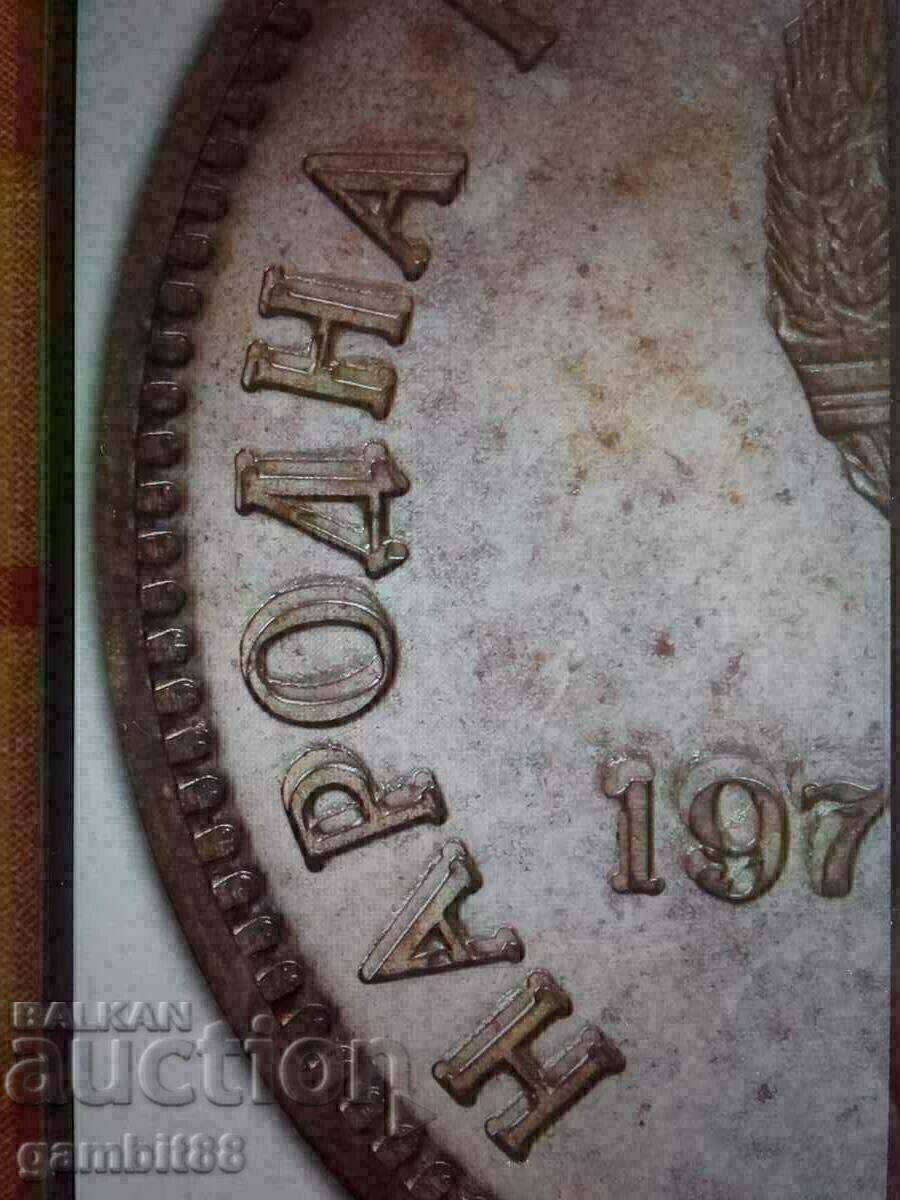 НАРОДНА
197
BALKAN
auction
gambit88